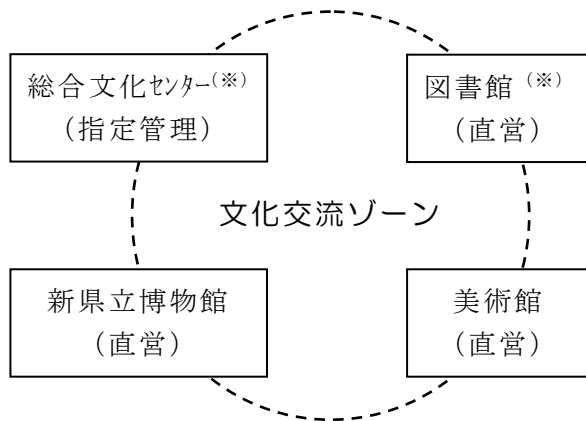 総合文化センター(※)
(指定管理)
図書館 (※)
(直営)
文化交流ゾーン
新県立博物館
(直営)
美術館
(直営)